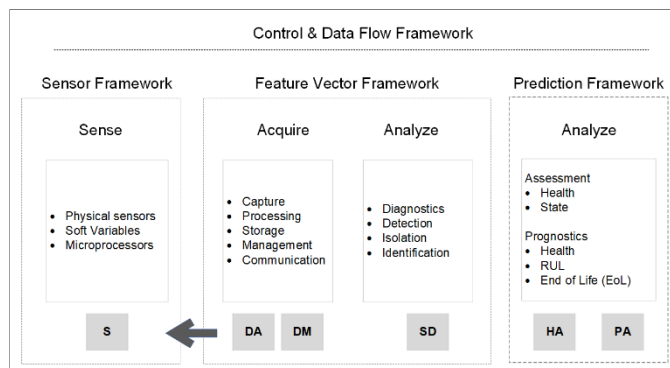 Control & Data Flow Framework
Sensor Framework
Feature Vector Framework
Prediction Framework
Sense
Acquire
Analyze
Analyze
• Physical sensors
• Soft Variables
• Microprocessors
• Capture
• Processing
• Storage
• Management
• Communication
• Diagnostics
• Detection
• Isolation
• Identification
Assessment
• Health
• State
Prognostics
• Health
• RUL
• End of Life (EoL)
S
DA
DM
SD
HA
PA